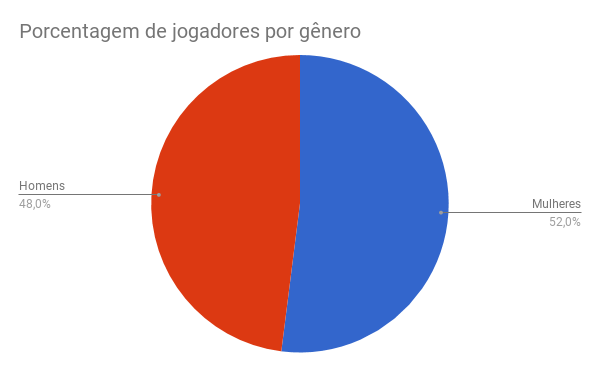 Porcentagem de jogadores por gênero
Homens
48,0%
Mulheres
52,0%